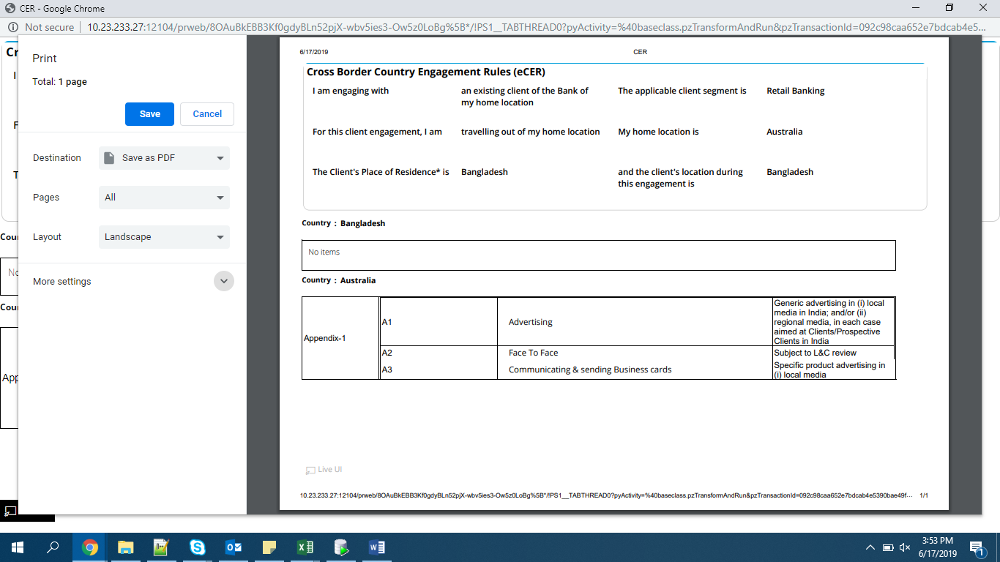 CER - Google Chrome
Not secure
10.23.233.27:12104/prweb/8OAuBkEBB3Kf0gdyBLn52pjX-wbv5ies3-Ow5z0LoBg%5B*/!PS1__TABTHREAD0?pyActivity=%40baseclass.pzTransformAndRun&pzTransactionId=092c98caa652e7bdcab4e5...
Cr
I
F
T
Cour
No
Cour
App
Print
Total: 1 page
Save
Cancel
Destination
Save as PDF
Pages
All
Layout
Landscape
More settings
6/17/2019
CER
Cross Border Country Engagement Rules (eCER)
I am engaging with
an existing client of the Bank of
my home location
The applicable client segment is
Retail Banking
For this client engagement, I am
travelling out of my home location
My home location is
Australia
The Client's Place of Residence* is
Bangladesh
and the client's location during
this engagement is
Bangladesh
Country : Bangladesh
No items
Country : Australia
Appendix-1
A1
Advertising
Generic advertising in (i) local
media in India; and/or (ii)
regional media, in each case
aimed at Clients/Prospective
Clients in India
A2
Face To Face
Subject to L&C review
A3
Communicating & sending Business cards
Specific product advertising in
(i) local media
Live UI
10.23.233.27:12104/prweb/8OAuBkEBB3Kf0gdyBLn52pjX-wbv5ies3-Ow5z0LoBg%5B*/!PS1__TABTHREAD0?pyActivity=%40baseclass.pzTransformAndRun&pzTransactionId=092c98caa652e7bdcab4e5390bae49f…
1/1
3:53 PM
6/17/2019
1